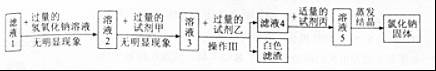 滤液1
+过量的氢氧化钠溶液
无明显现象
溶液2
+过量的试剂甲
无明显现象
溶液3
+过量的试剂乙
操作III
滤液4
白色滤渣
+适量的试剂丙
溶液5
蒸发结晶
氯化钠固体